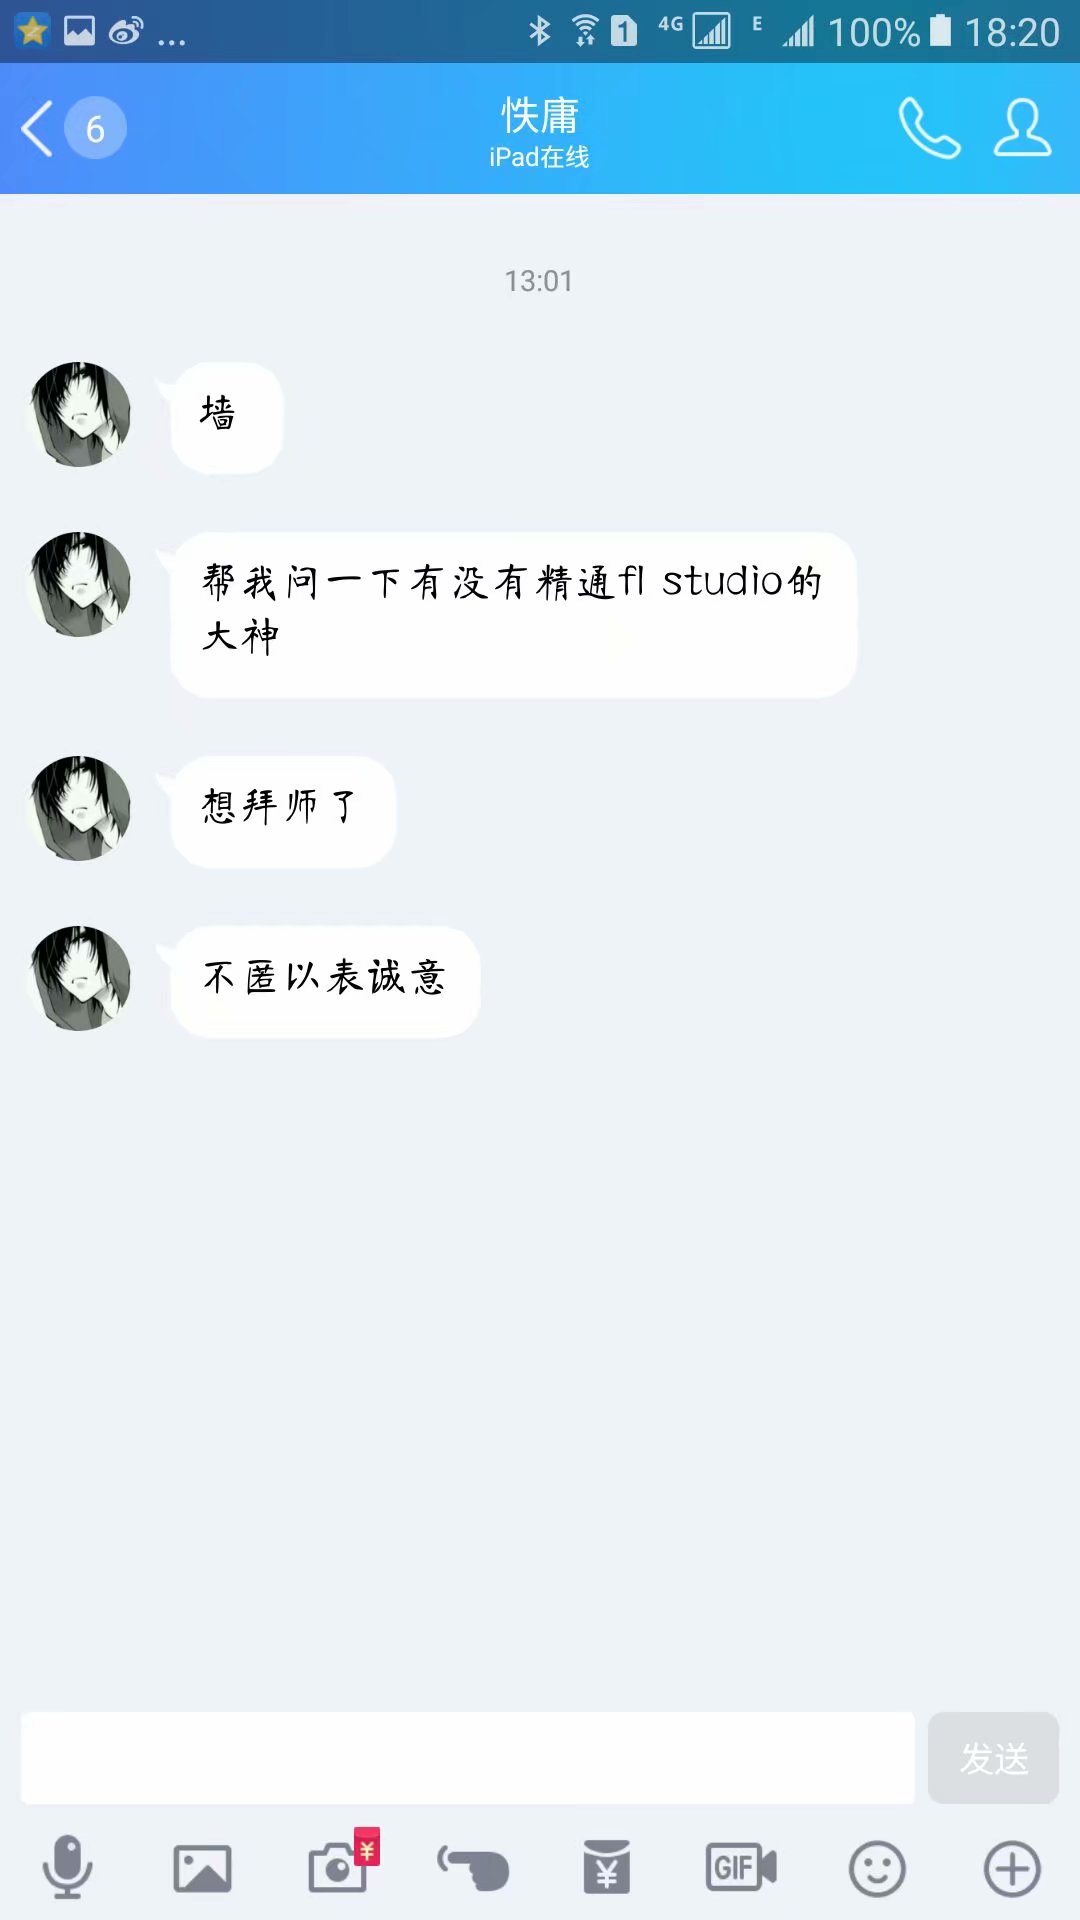 1 4G E 100% 18:20
6
怢庸
iPad在线
13:01
墙
帮我问一下有没有精通fl studio的
大神
想拜师了
不匿以表诚意
发送
¥
¥
GIF